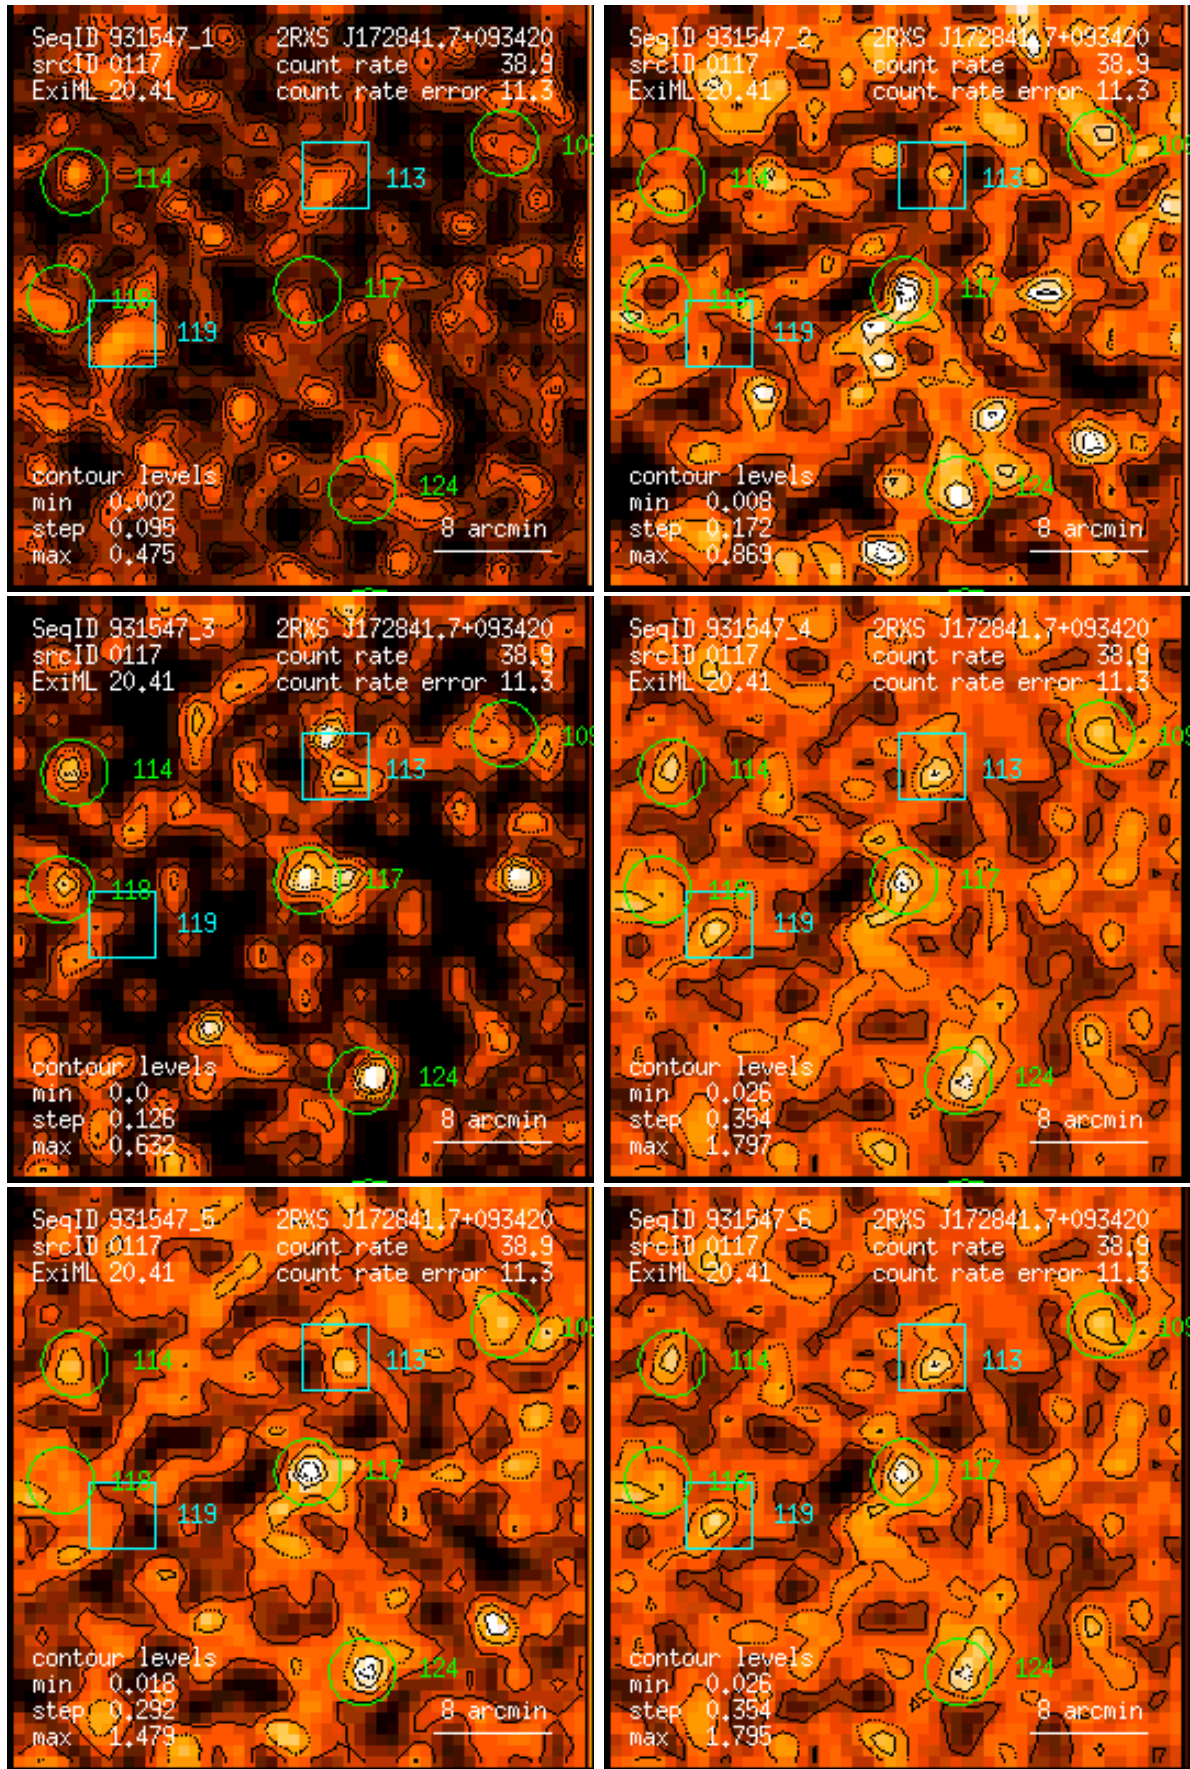 SeqID 931547_1 2RXS J172841.7+093420
srcID 0117 count rate 38.9
ExiML 20.41 count rate error 11.3
109
114
113
118
117
119
contour levels
124
min 0.002
step 0.095 8 arcmin
max 0.475
SeqID 931547_2 2RXS J172841.7+093420
srcID 0117 count rate 38.9
ExiML 20.41 count rate error 11.3
109
114
113
118
117
119
contour levels
124
min 0.008
step 0.172 8 arcmin
max 0.869
SeqID 931547_3 2RXS J172841.7+093420
srcID 0117 count rate 38.9
ExiML 20.41 count rate error 11.3
109
114
113
118
117
119
contour levels
124
min 0.0
step 0.126 8 arcmin
max 0.632
SeqID 931547_4 2RXS J172841.7+093420
srcID 0117 count rate 38.9
ExiML 20.41 count rate error 11.3
109
114
113
118
117
119
contour levels
124
min 0.026
step 0.354 8 arcmin
max 1.797
SeqID 931547_5 2RXS J172841.7+093420
srcID 0117 count rate 38.9
ExiML 20.41 count rate error 11.3
109
114
113
118
117
119
contour levels
124
min 0.018
step 0.292 8 arcmin
max 1.479
SeqID 931547_6 2RXS J172841.7+093420
srcID 0117 count rate 38.9
ExiML 20.41 count rate error 11.3
109
114
113
118
117
119
contour levels
124
min 0.026
step 0.354 8 arcmin
max 1.795